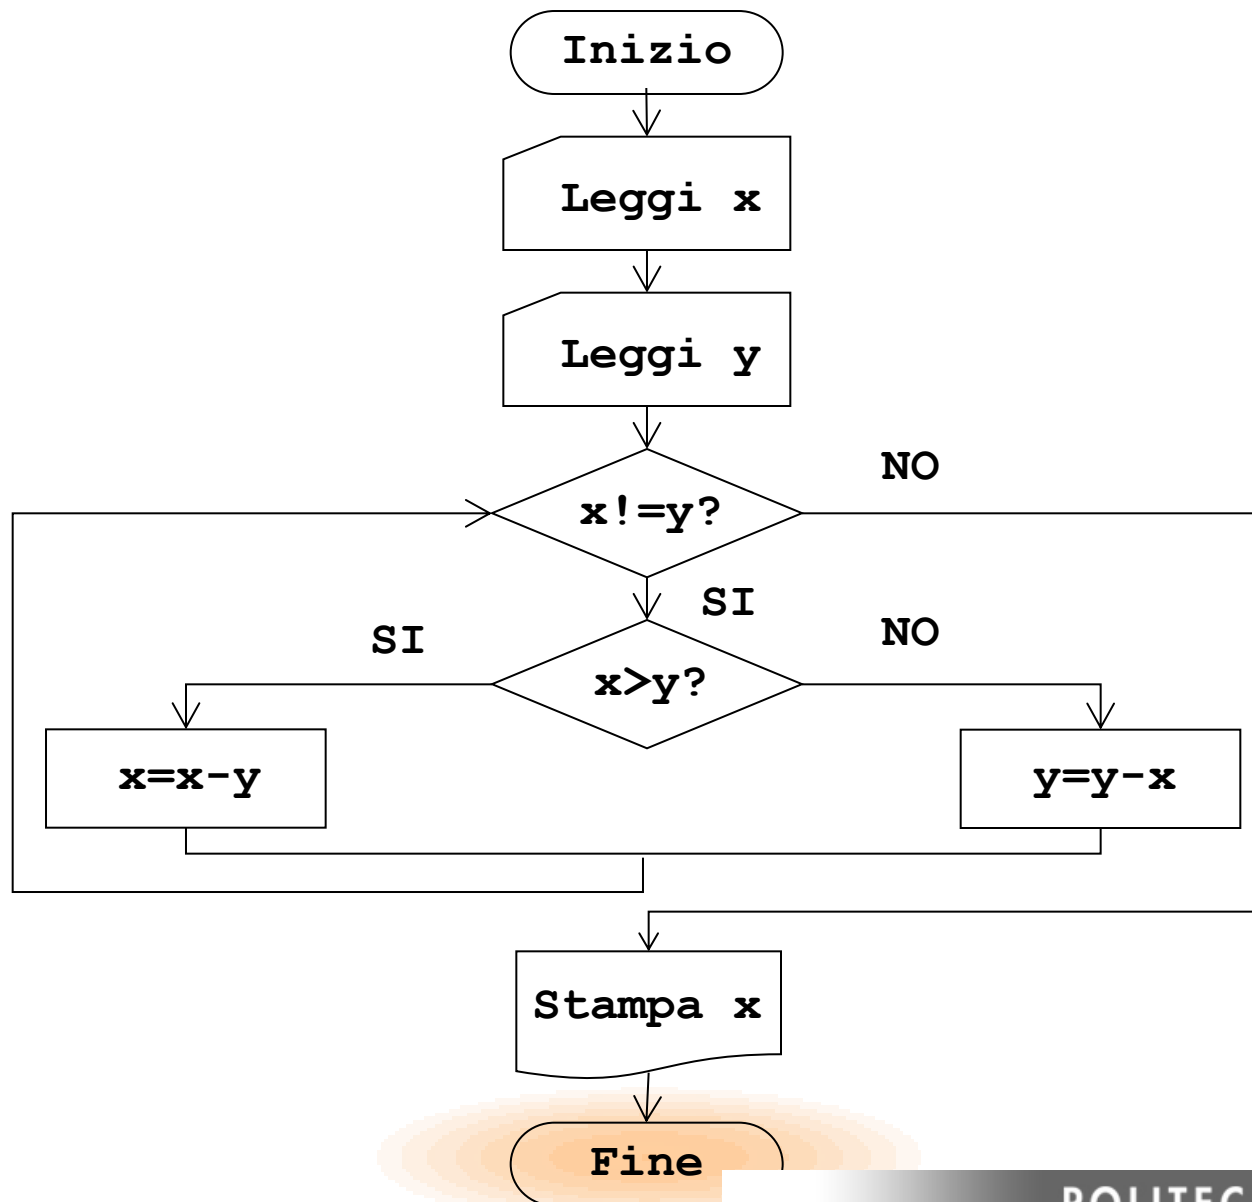 Inizio
Leggi x
Leggi y
x!=y?
NO
SI
x>y?
SI
NO
x=x-y
y=y-x
Stampa x
Fine